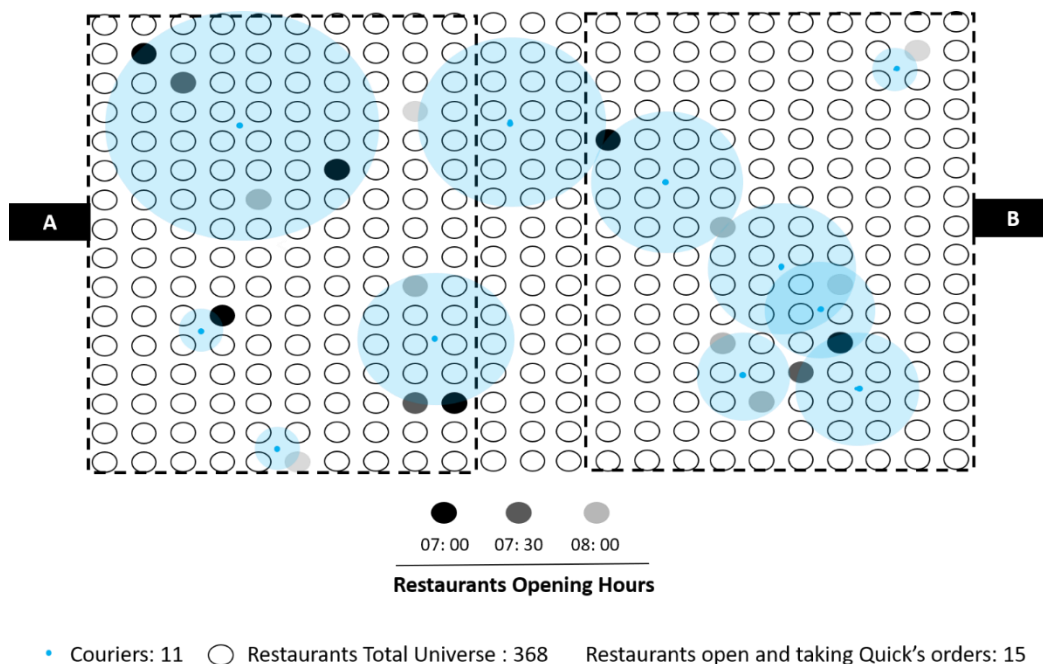 A
B
07: 00 07: 30 08: 00
Restaurants Opening Hours
Couriers: 11 Restaurants Total Universe : 368 Restaurants open and taking Quick's orders: 15